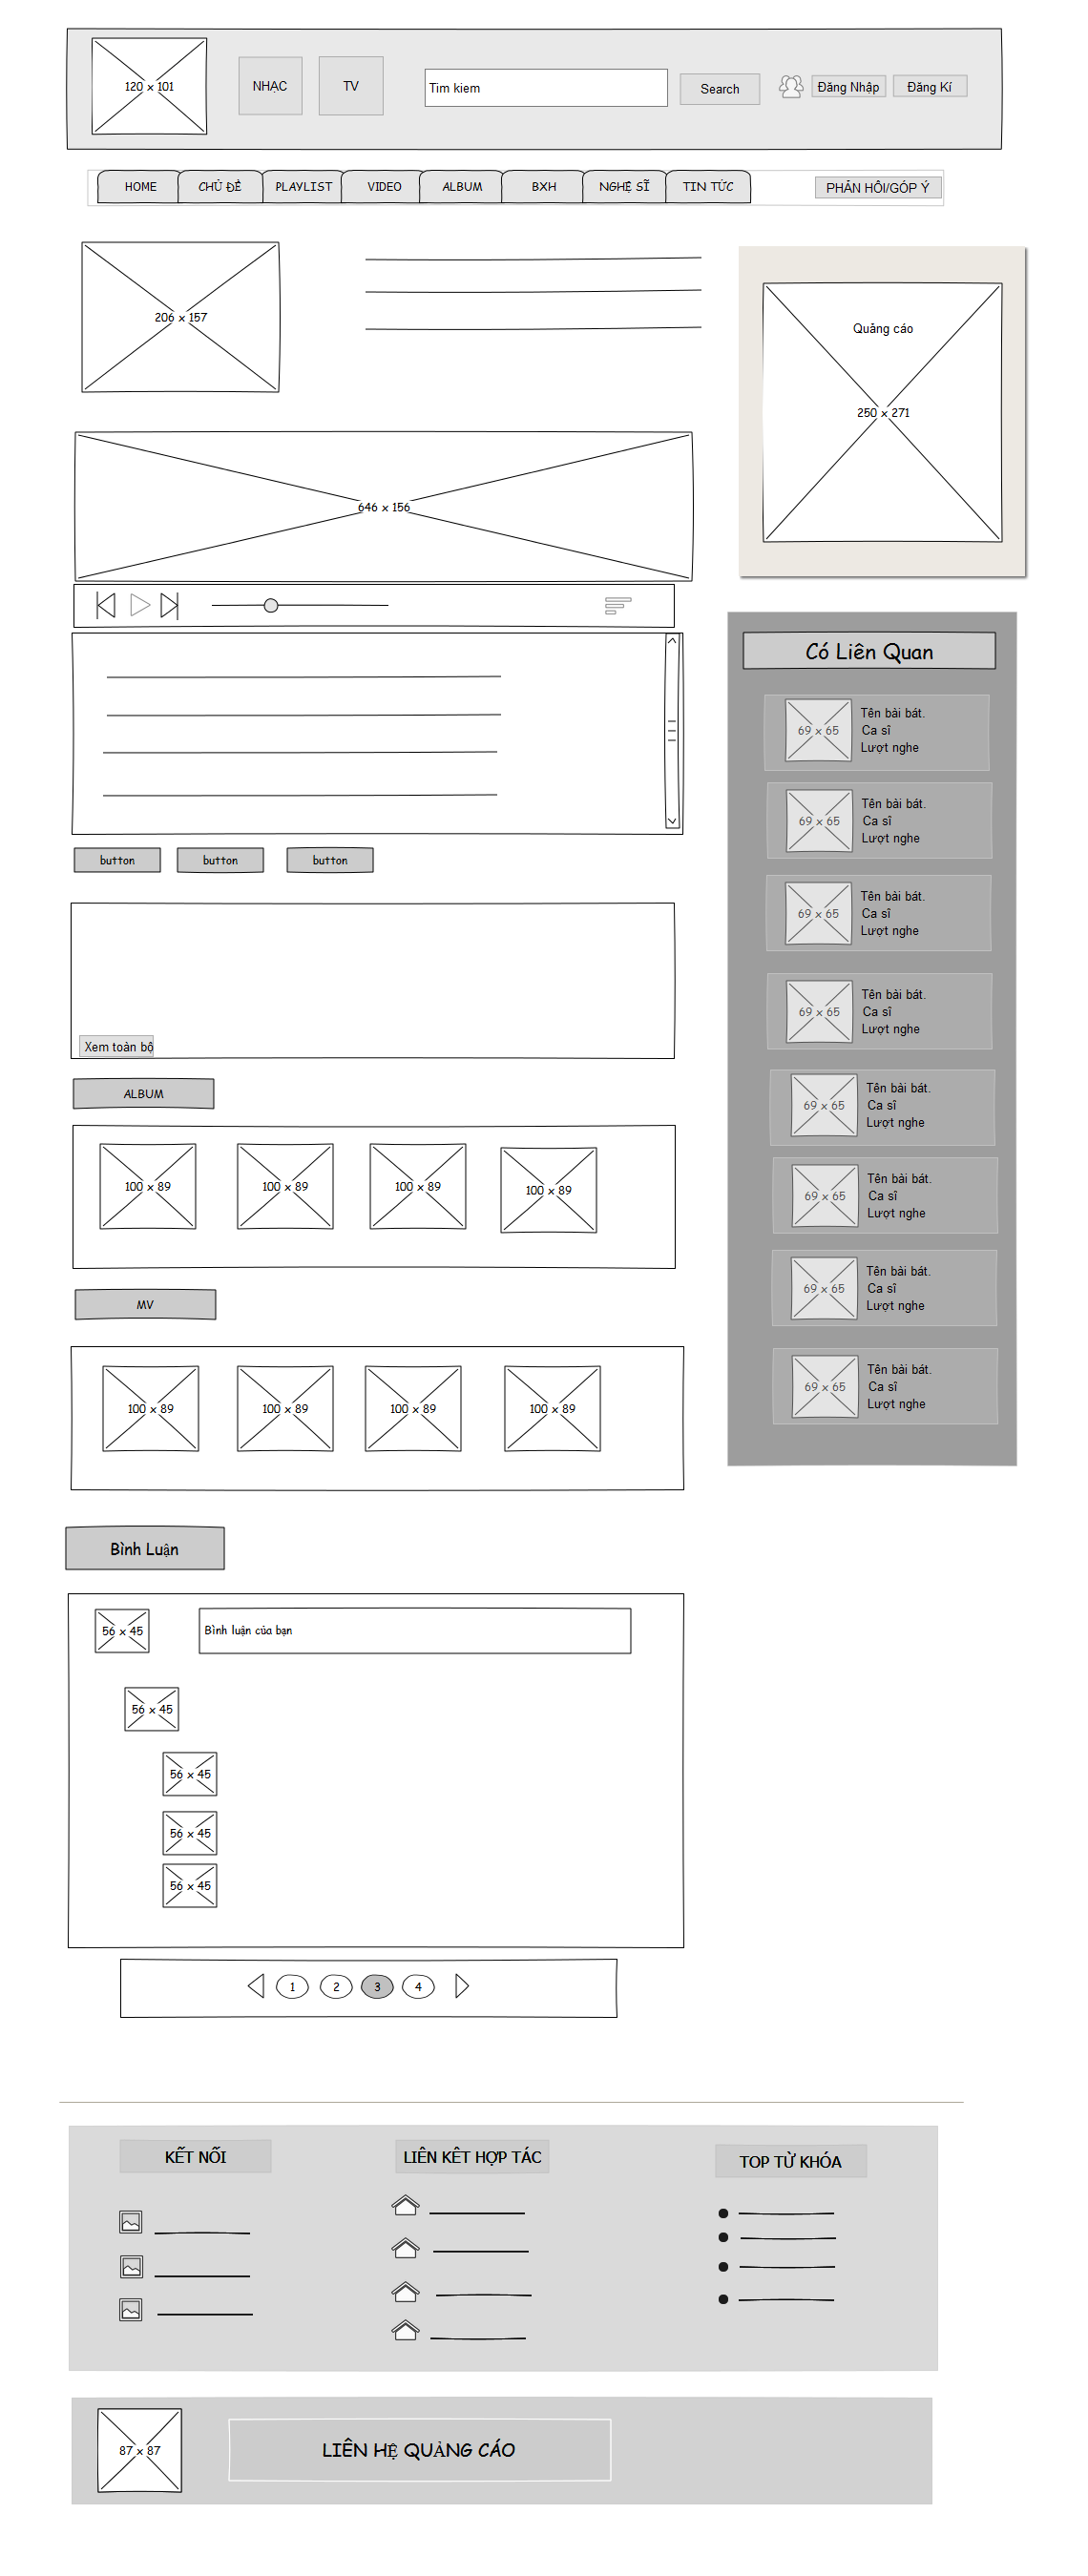 120 x 101
NHẠC
TV
Tim kiem
Search
Đăng Nhập
Đăng Kí
HOME
CHỦ ĐỀ
PLAYLIST
VIDEO
ALBUM
BXH
NGHỆ SĨ
TIN TỨC
PHẢN HỒI/GÓP Ý
206 x 157
Quảng cáo
250 x 271
646 x 156
button
button
button
Xem toàn bộ
ALBUM
100 x 89
100 x 89
100 x 89
100 x 89
MV
100 x 89
100 x 89
100 x 89
100 x 89
Có Liên Quan
69 x 65
Tên bài bát.
Ca sĩ
Lượt nghe
69 x 65
Tên bài bát.
Ca sĩ
Lượt nghe
69 x 65
Tên bài bát.
Ca sĩ
Lượt nghe
69 x 65
Tên bài bát.
Ca sĩ
Lượt nghe
69 x 65
Tên bài bát.
Ca sĩ
Lượt nghe
69 x 65
Tên bài bát.
Ca sĩ
Lượt nghe
69 x 65
Tên bài bát.
Ca sĩ
Lượt nghe
69 x 65
Tên bài bát.
Ca sĩ
Lượt nghe
Bình Luận
56 x 45
Bình luận của bạn
56 x 45
56 x 45
56 x 45
56 x 45
1
2
3
4
KẾT NỐI
LIÊN KẾT HỢP TÁC
TOP TỪ KHÓA
87 x 87
LIÊN HỆ QUẢNG CÁO